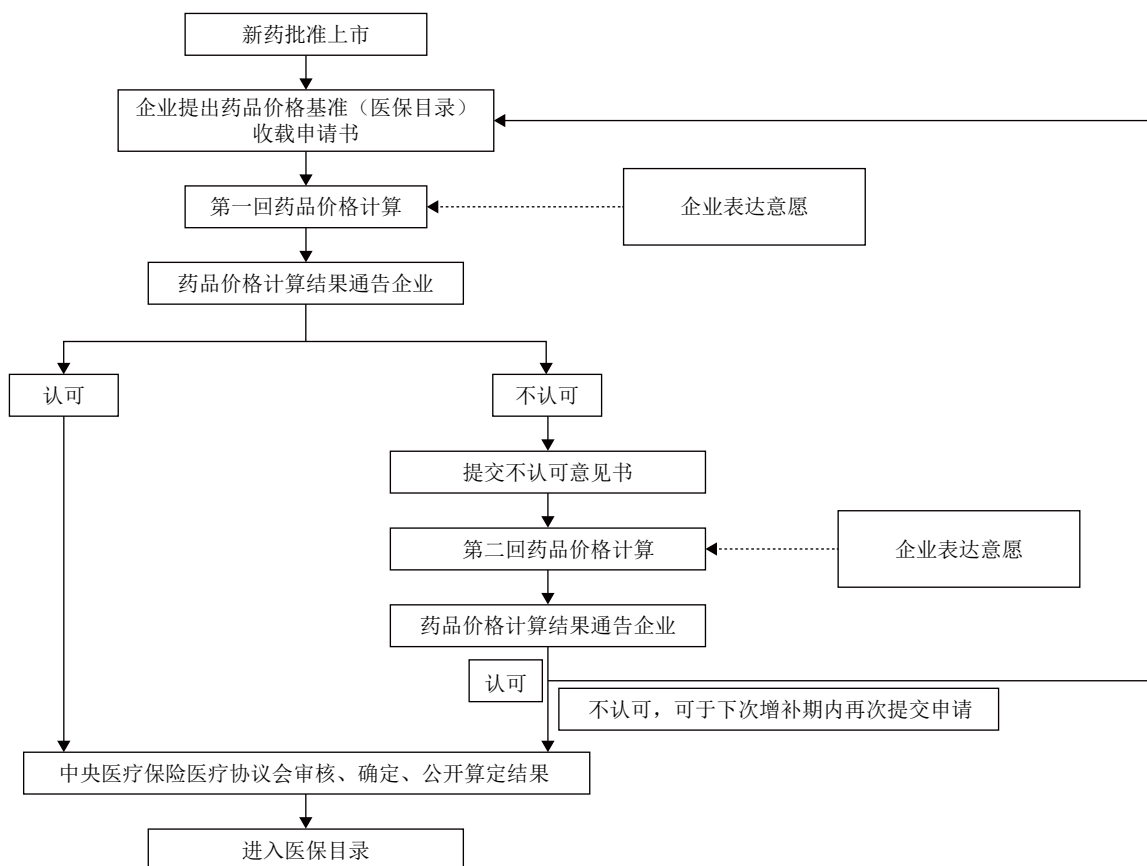 新药批准上市
企业提出药品价格基准（医保目录）
收载申请书
第一回药品价格计算
企业表达意愿
药品价格计算结果通告企业
认可
不认可
提交不认可意见书
第二回药品价格计算
企业表达意愿
药品价格计算结果通告企业
认可
不认可，可于下次增补期内再次提交申请
中央医疗保险医疗协议会审核、确定、公开算定结果
进入医保目录